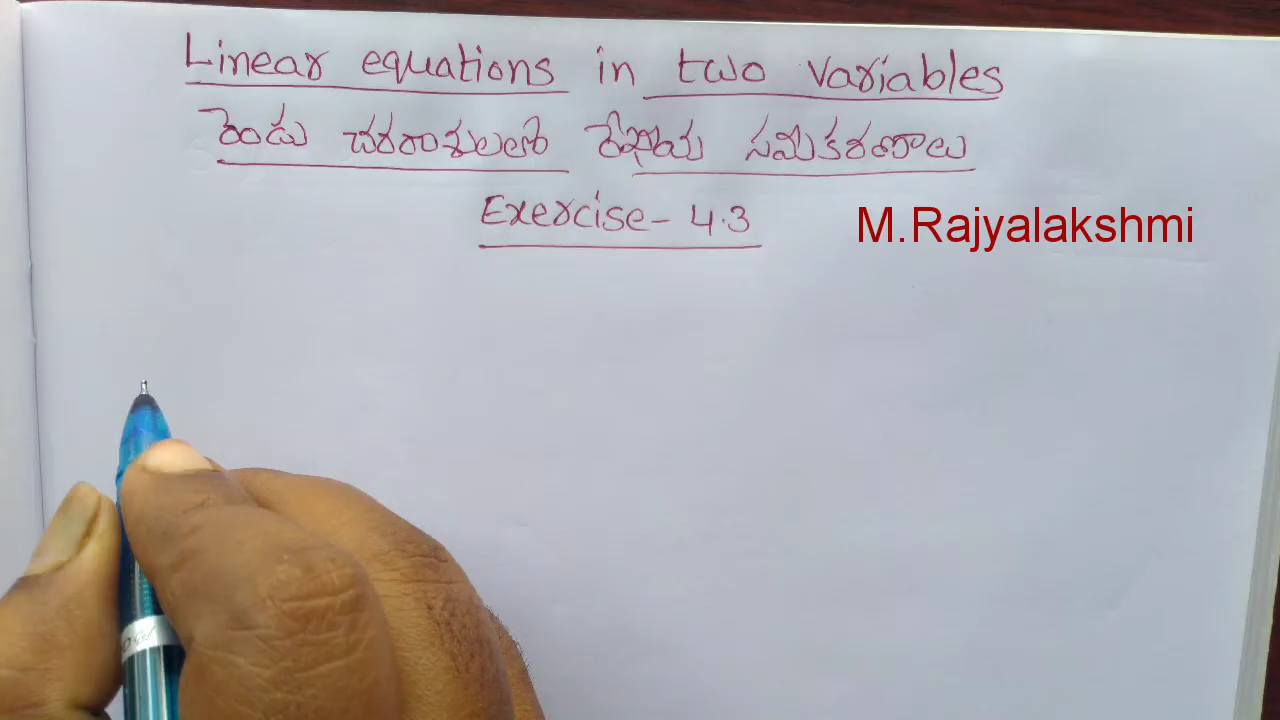 Linear equations in two variables
రెండు చరరాశులలో రేఖీయ సమీకరణాలు
Exercise - 4.3
M.Rajyalakshmi